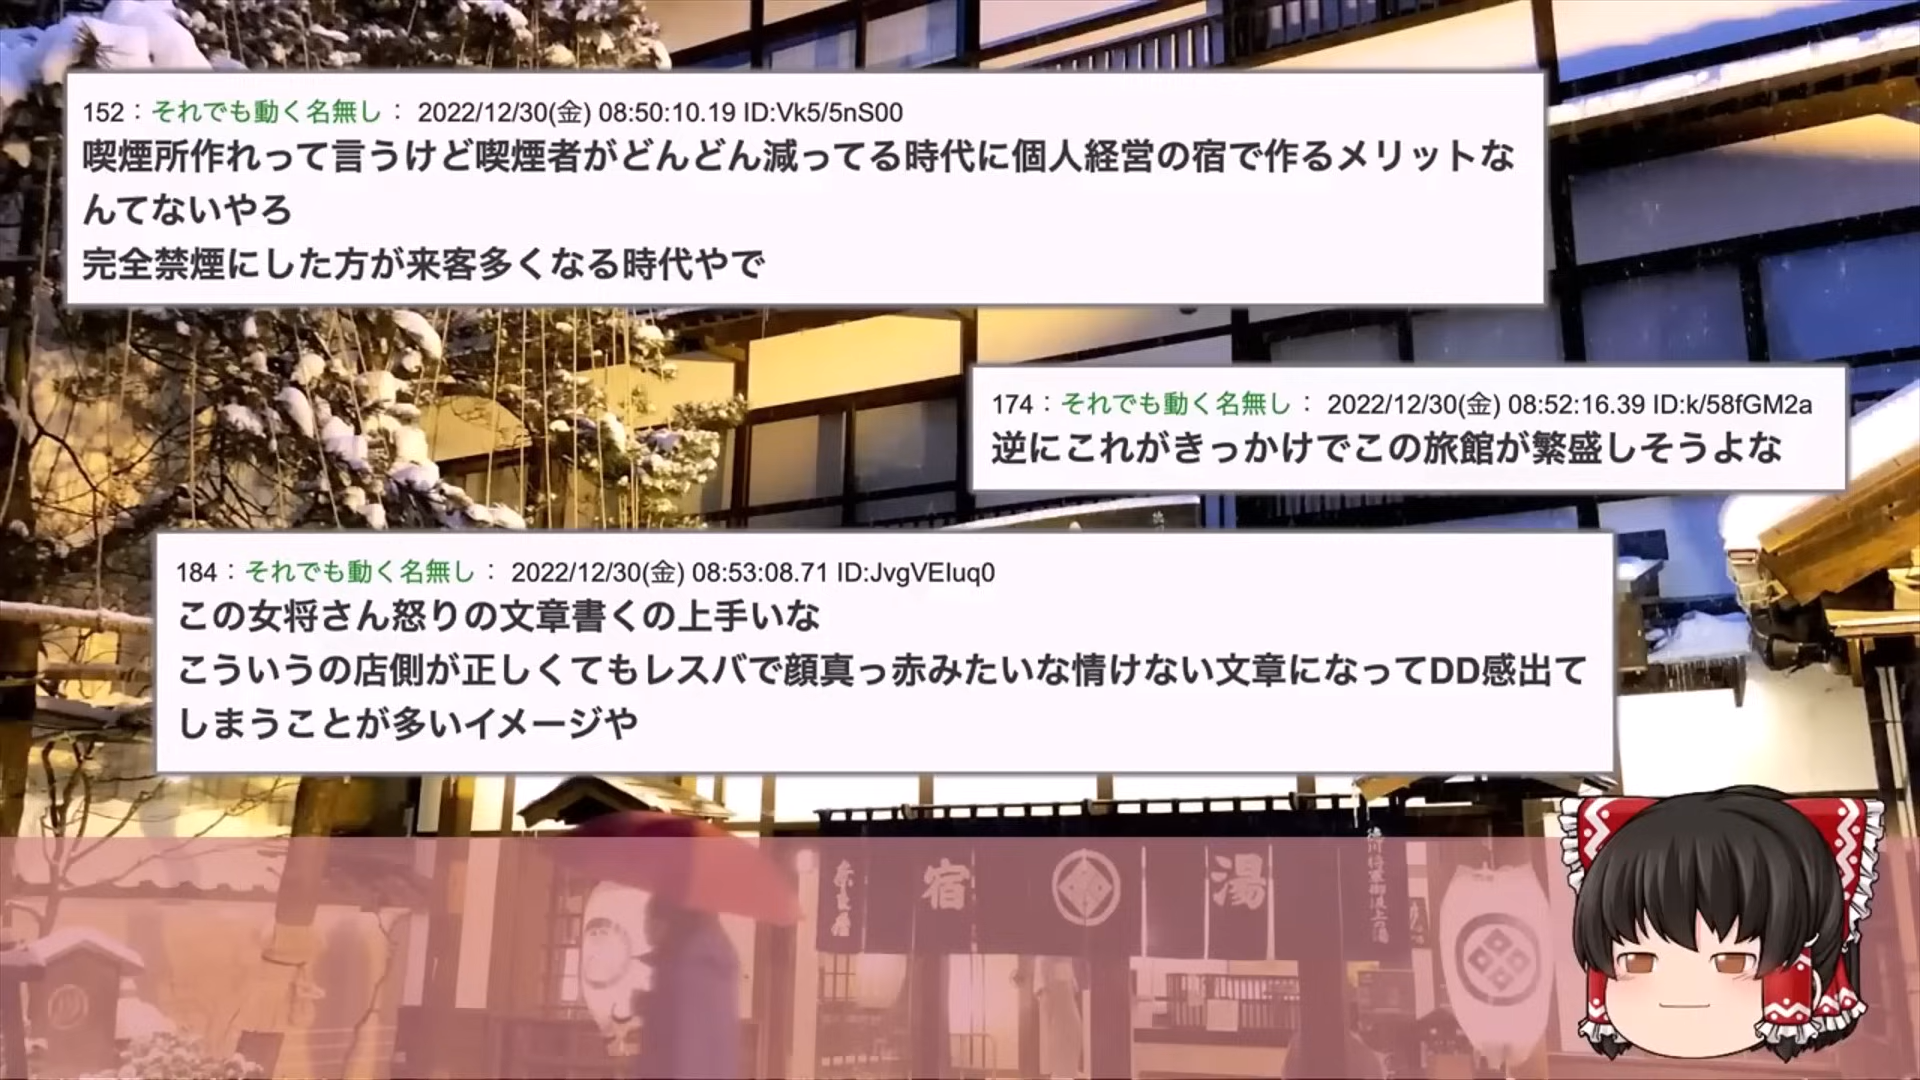 152：それでも動く名無し： 2022/12/30(金) 08:50:10.19 ID:Vk5/5nS00
喫煙所作れって言うけど喫煙者がどんどん減ってる時代に個人経営の宿で作るメリットな
んてないやろ
完全禁煙にした方が来客多くなる時代やで
174：それでも動く名無し： 2022/12/30(金) 08:52:16.39 ID:k/58fGM2a
逆にこれがきっかけでこの旅館が繁盛しそうよな
184：それでも動く名無し： 2022/12/30(金) 08:53:08.71 ID:JvgVEIuq0
この女将さん怒りの文章書くの上手いな
こういうの店側が正しくてもレスバで顔真っ赤みたいな情けない文章になってDD感出て
しまうことが多いイメージや
宿
湯
徳川将軍御汲上の湯